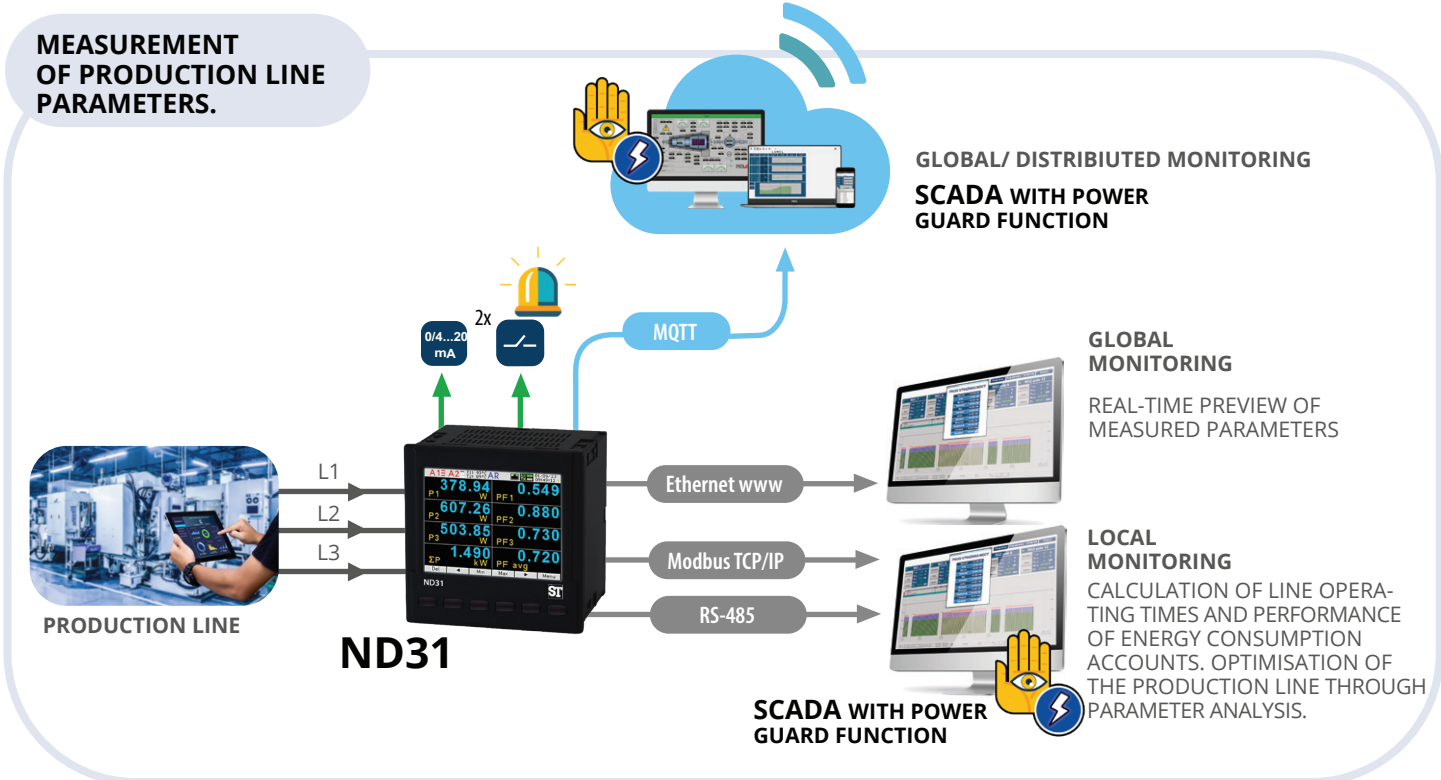 MEASUREMENT
OF PRODUCTION LINE
PARAMETERS.
GLOBAL/ DISTRIBIUTED MONITORING
SCADA WITH POWER
GUARD FUNCTION
0/4...20
mA
2x
MQTT
GLOBAL
MONITORING
REAL-TIME PREVIEW OF
MEASURED PARAMETERS
L1
L2
L3
PRODUCTION LINE
A1 A2 AR
P1 378.94 W PF1 0.549
P2 607.26 W PF2 0.880
P3 503.85 W PF3 0.730
ΣP 1.490 kW PF avg 0.720
Del Min Max Menu
ND31
ND31
Ethernet www
Modbus TCP/IP
RS-485
LOCAL
MONITORING
CALCULATION OF LINE OPERA-
TING TIMES AND PERFORMANCE
OF ENERGY CONSUMPTION
ACCOUNTS. OPTIMISATION OF
THE PRODUCTION LINE THROUGH
PARAMETER ANALYSIS.
SCADA WITH POWER
GUARD FUNCTION